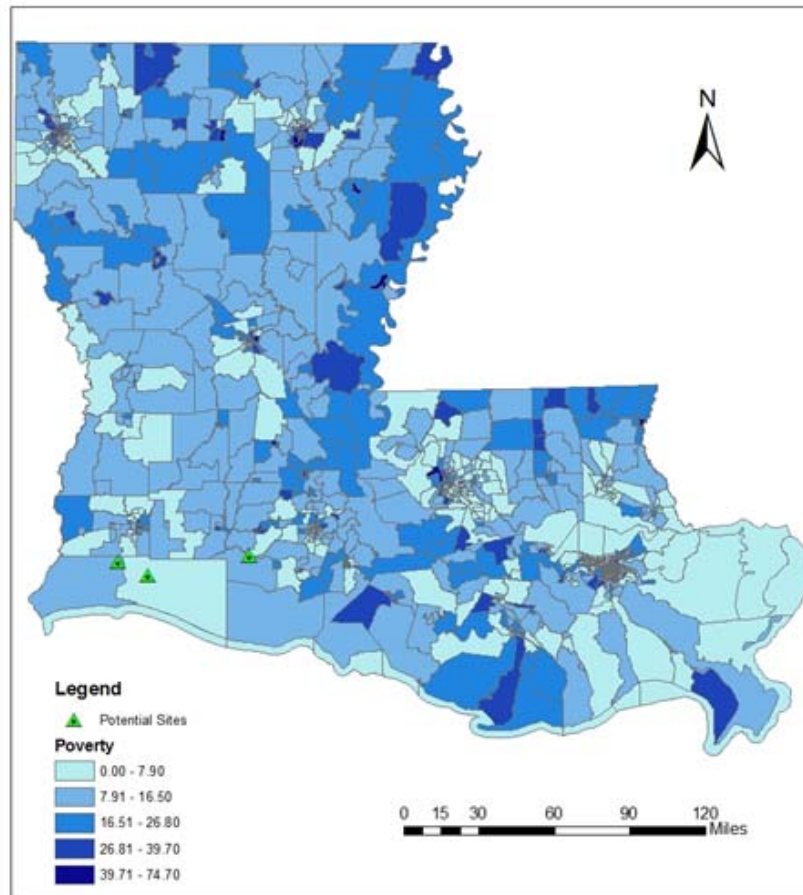 N
Legend
Potential Sites
Poverty
0.00 - 7.90
7.91 - 16.50
16.51 - 26.80
26.81 - 39.70
39.71 - 74.70
0 15 30 60 90 120
Miles